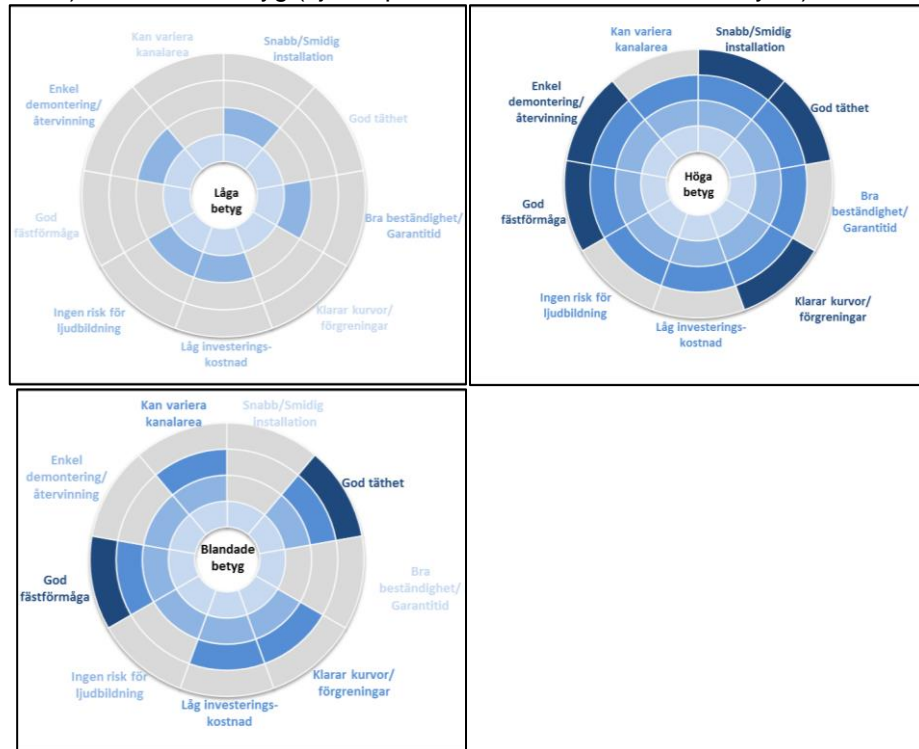 Kan variera
kanalarea
Snabb/Smidig
installation
Enkel
demontering/
återvinning
God täthet
Låga
betyg
God
fästförmåga
Bra beständighet/
Garantitid
Ingen risk för
ljudbildning
Klarar kurvor/
förgreningar
Låg investerings-
kostnad
Kan variera
kanalarea
Snabb/Smidig
installation
Enkel
demontering/
återvinning
God täthet
Höga
betyg
God
fästförmåga
Bra
beständighet/
Garantitid
Ingen risk för
ljudbildning
Klarar kurvor/
förgreningar
Låg investerings-
kostnad
Kan variera
kanalarea
Snabb/Smidig
installation
Enkel
demontering/
återvinning
God täthet
Blandade
betyg
God
fästförmåga
Bra
beständighet/
Garantitid
Ingen risk för
ljudbildning
Klarar kurvor/
förgreningar
Låg investerings-
kostnad